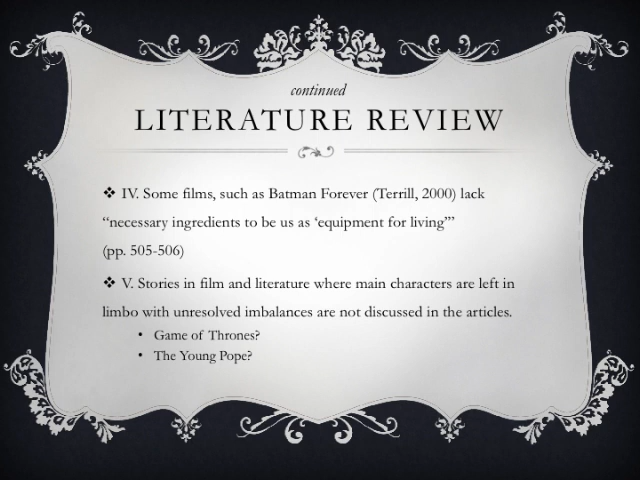 continued
LITERATURE REVIEW
❖ IV. Some films, such as Batman Forever (Terrill, 2000) lack
“necessary ingredients to be us as ‘equipment for living’”
(pp. 505-506)
❖ V. Stories in film and literature where main characters are left in
limbo with unresolved imbalances are not discussed in the articles.
• Game of Thrones?
• The Young Pope?